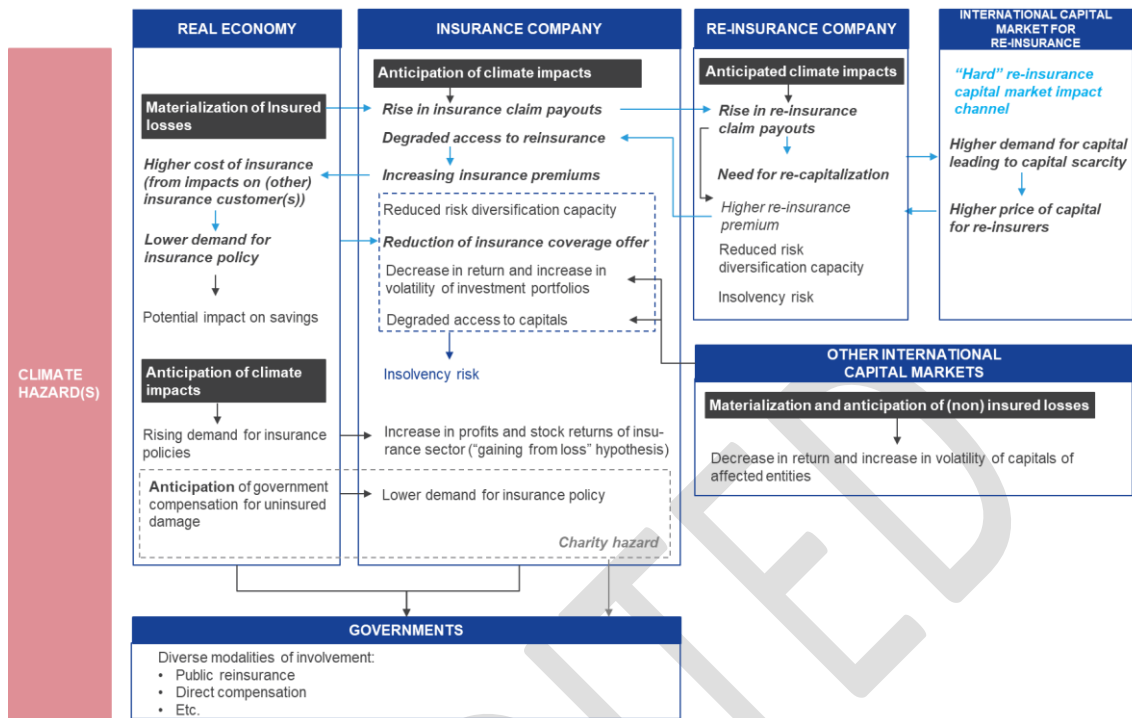 CLIMATE
HAZARD(S)
REAL ECONOMY
Materialization of Insured
losses
Higher cost of insurance
(from impacts on (other)
insurance customer(s))
Lower demand for
insurance policy
Potential impact on savings
Anticipation of climate
impacts
Rising demand for insurance
policies
Anticipation of government
compensation for uninsured
damage
INSURANCE COMPANY
Anticipation of climate impacts
Rise in insurance claim payouts
Degraded access to reinsurance
Increasing insurance premiums
Reduced risk diversification capacity
Reduction of insurance coverage offer
Decrease in return and increase in
volatility of investment portfolios
Degraded access to capitals
Insolvency risk
Increase in profits and stock returns of insu-
rance sector (“gaining from loss” hypothesis)
Lower demand for insurance policy
Charity hazard
RE-INSURANCE COMPANY
Anticipated climate impacts
Rise in re-insurance
claim payouts
Need for re-capitalization
Higher re-insurance
premium
Reduced risk
diversification capacity
Insolvency risk
INTERNATIONAL CAPITAL
MARKET FOR
RE-INSURANCE
“Hard” re-insurance
capital market impact
channel
Higher demand for capital
leading to capital scarcity
Higher price of capital
for re-insurers
OTHER INTERNATIONAL
CAPITAL MARKETS
Materialization and anticipation of (non) insured losses
Decrease in return and increase in volatility of capitals of
affected entities
GOVERNMENTS
Diverse modalities of involvement:
• Public reinsurance
• Direct compensation
• Etc.